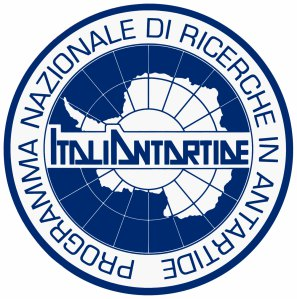 PROGRAMMA NAZIONALE DI RICERCHE IN ANTARTIDE
ITALIANTARTIDE